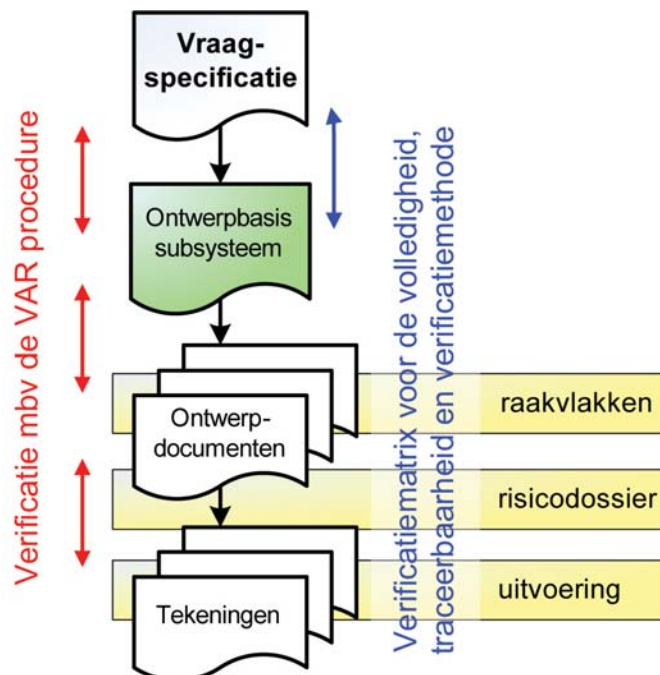 Vraag-
specificatie
Ontwerpbasis
subsysteem
Ontwerp-
documenten
Tekeningen
raakvlakken
risicodossier
uitvoering
Verificatie mbv de VAR procedure
Verificatiematrix voor de volledigheid,
traceerbaarheid en verificatiemethode